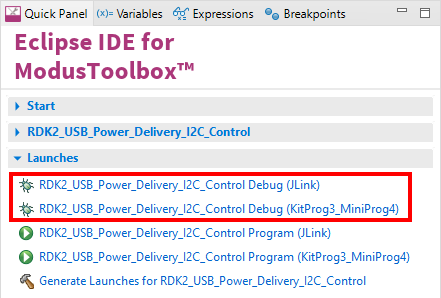 Quick Panel (x)= Variables Expressions Breakpoints
Eclipse IDE for
ModusToolbox™
Start
RDK2_USB_Power_Delivery_I2C_Control
Launches
RDK2_USB_Power_Delivery_I2C_Control Debug (JLink)
RDK2_USB_Power_Delivery_I2C_Control Debug (KitProg3_MiniProg4)
RDK2_USB_Power_Delivery_I2C_Control Program (JLink)
RDK2_USB_Power_Delivery_I2C_Control Program (KitProg3_MiniProg4)
Generate Launches for RDK2_USB_Power_Delivery_I2C_Control